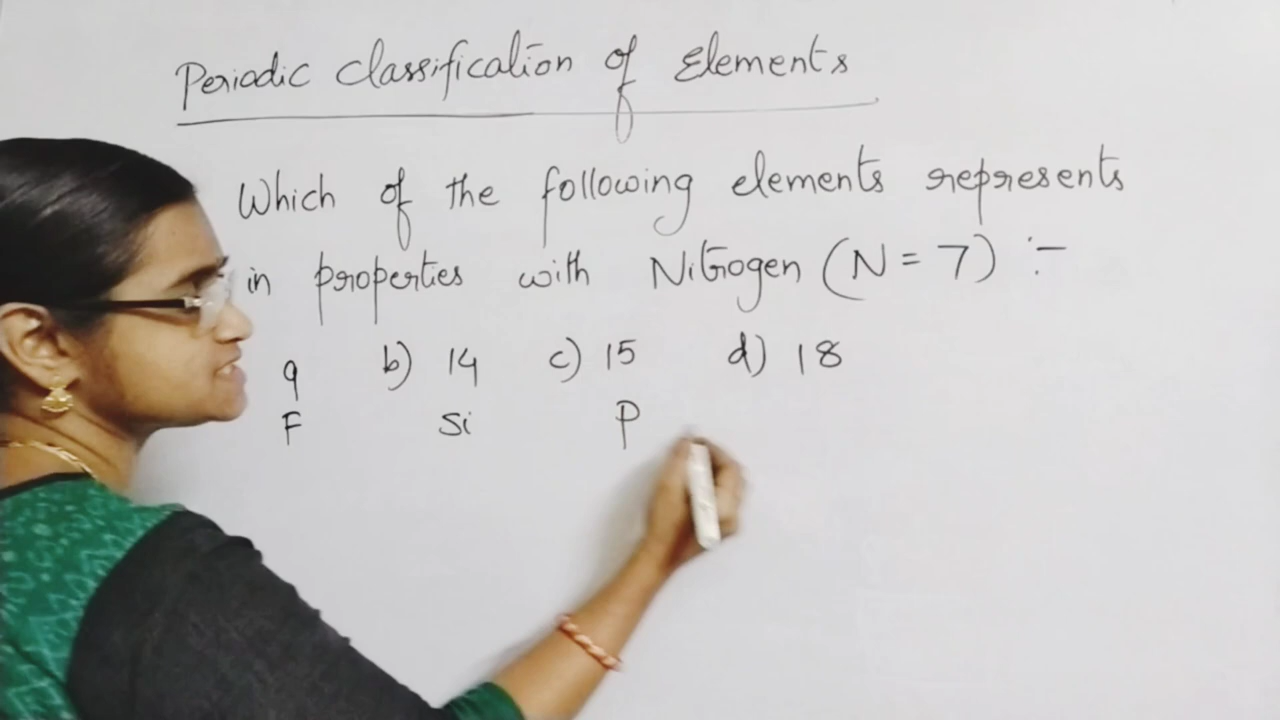 Periodic Classification of Elements
Which of the following elements represents
in properties with Nitrogen (N = 7) :-
9 b) 14 c) 15 d) 18
F Si P